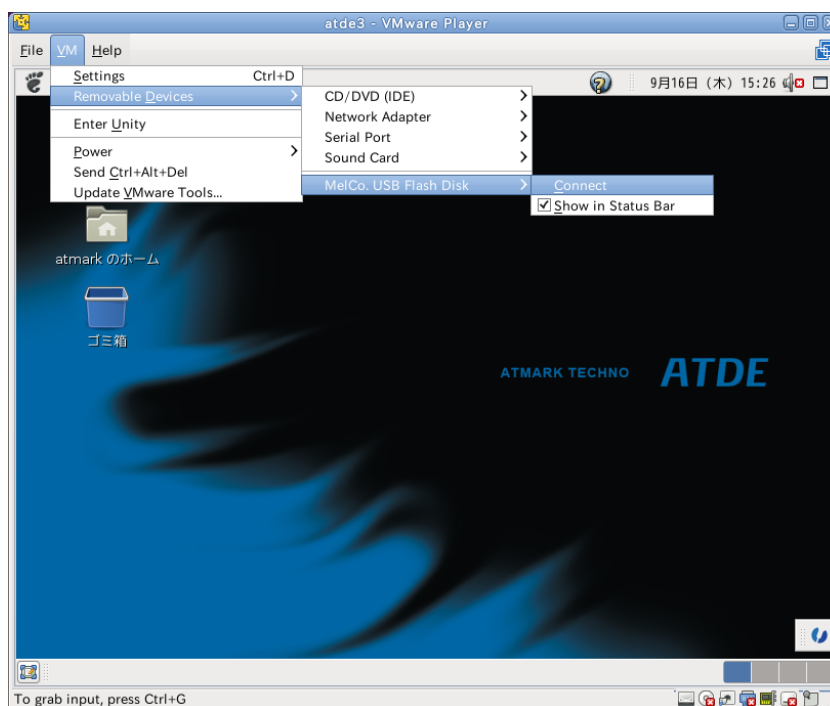 atde3 - VMware Player
File VM Help
9月16日 (木) 15:26
Settings Ctrl+D
Removable Devices
Enter Unity
Power
Send Ctrl+Alt+Del
Update VMware Tools...
CD/DVD (IDE)
Network Adapter
Serial Port
Sound Card
MelCo. USB Flash Disk
Connect
Show in Status Bar
atmark のホーム
ゴミ箱
ATMARK TECHNO ATDE
To grab input, press Ctrl+G